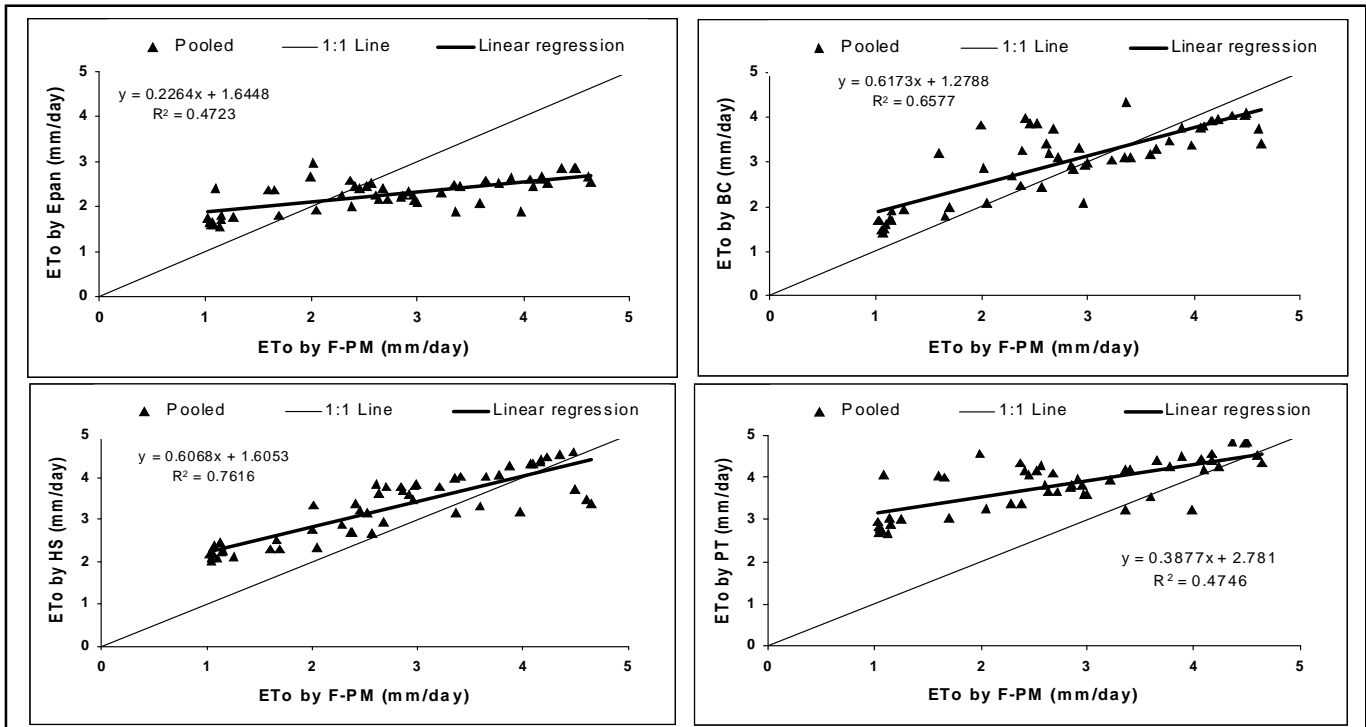 Pooled 1:1 Line Linear regression
y = 0.2264x + 1.6448
R² = 0.4723
ETo by Epan (mm/day)
5
4
3
2
1
0
0 1 2 3 4 5
ETo by F-PM (mm/day)
Pooled 1:1 Line Linear regression
y = 0.6173x + 1.2788
R² = 0.6577
ETo by BC (mm/day)
5
4
3
2
1
0
0 1 2 3 4 5
ETo by F-PM (mm/day)
Pooled 1:1 Line Linear regression
y = 0.6068x + 1.6053
R² = 0.7616
ETo by HS (mm/day)
5
4
3
2
1
0
0 1 2 3 4 5
ETo by F-PM (mm/day)
Pooled 1:1 Line Linear regression
ETo by PT (mm/day)
5
4
3
2
1
0
y = 0.3877x + 2.781
R² = 0.4746
0 1 2 3 4 5
ETo by F-PM (mm/day)